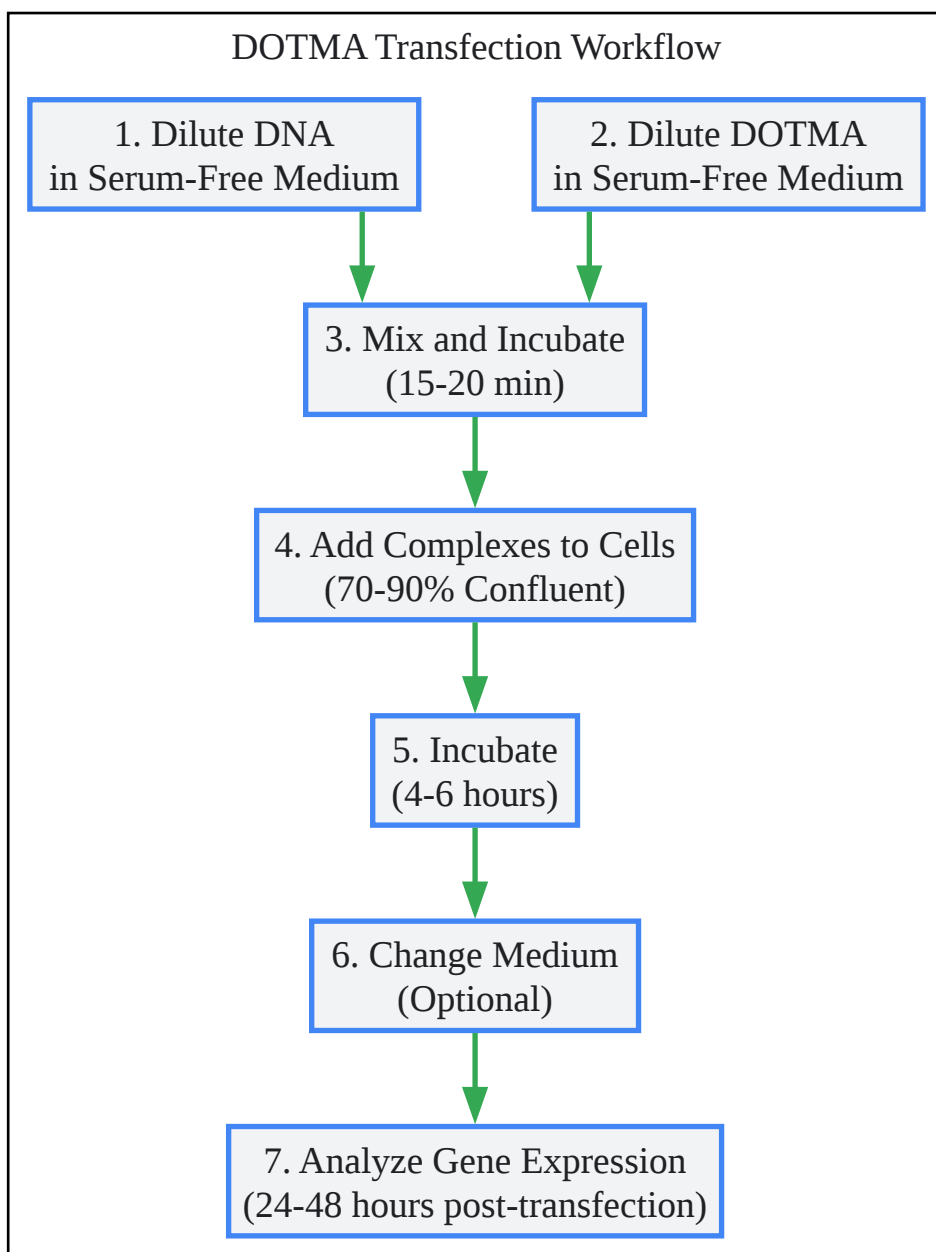 DOTMA Transfection Workflow
1. Dilute DNA
in Serum-Free Medium
2. Dilute DOTMA
in Serum-Free Medium
3. Mix and Incubate
(15-20 min)
4. Add Complexes to Cells
(70-90% Confluent)
5. Incubate
(4-6 hours)
6. Change Medium
(Optional)
7. Analyze Gene Expression
(24-48 hours post-transfection)